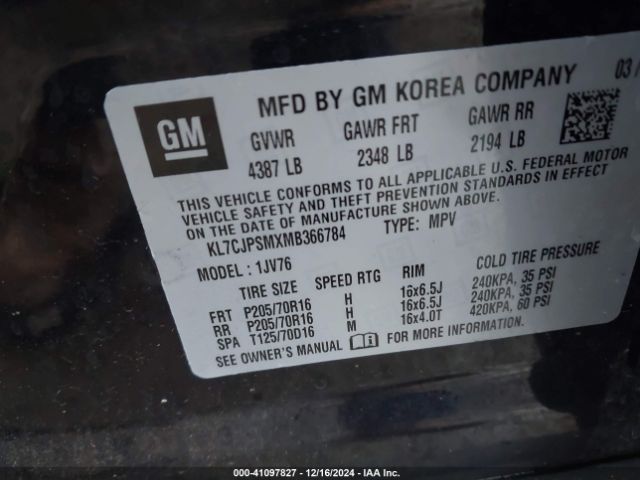 MFD BY GM KOREA COMPANY 03/
GM
GVWR GAWR FRT GAWR RR
4387 LB 2348 LB 2194 LB
THIS VEHICLE CONFORMS TO ALL APPLICABLE U.S. FEDERAL MOTOR
VEHICLE SAFETY AND THEFT PREVENTION STANDARDS IN EFFECT
ON THE DATE OF MANUFACTURE SHOWN ABOVE.
KL7CJPSMXMB366784 TYPE: MPV
MODEL: 1JV76
TIRE SIZE SPEED RTG RIM COLD TIRE PRESSURE
FRT P205/70R16 H 16x6.5J 240KPA, 35 PSI
RR P205/70R16 H 16x6.5J 240KPA, 35 PSI
SPA T125/70D16 M 16x4.0T 420KPA, 60 PSI
SEE OWNER'S MANUAL FOR MORE INFORMATION.
000-41097827 - 12/16/2024 - IAA Inc.